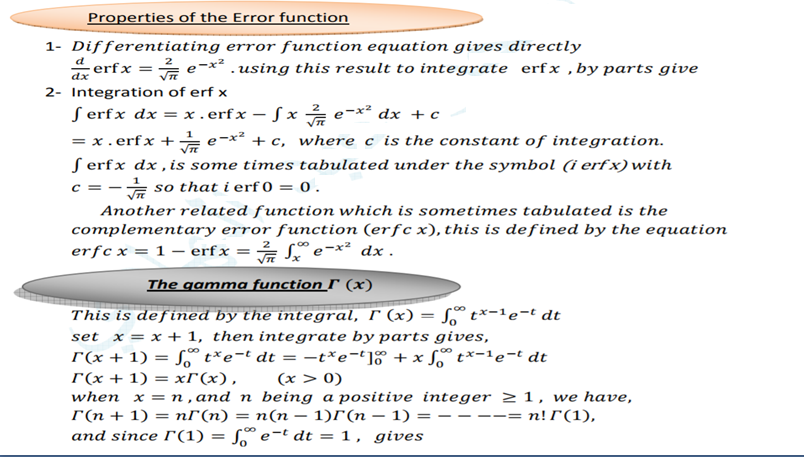 Properties of the Error function
1- Differentiating error function equation gives directly
d/dx erf x = 2/√π e^{-x²} .using this result to integrate erf x , by parts give
2- Integration of erf x
∫ erf x dx = x . erf x − ∫ x 2/√π e^{-x²} dx + c
= x . erf x + 1/√π e^{-x²} + c, where c is the constant of integration.
∫ erf x dx , is some times tabulated under the symbol (i erf x) with
c = − 1/√π so that i erf 0 = 0 .
Another related function which is sometimes tabulated is the
complementary error function (erfc x), this is defined by the equation
erfc x = 1 − erf x = 2/√π ∫_x^∞ e^{-x²} dx .
The gamma function Γ (x)
This is defined by the integral, Γ (x) = ∫_0^∞ t^{x−1} e^{−t} dt
set x = x + 1, then integrate by parts gives,
Γ(x + 1) = ∫_0^∞ t^x e^{−t} dt = −t^x e^{−t}]_0^∞ + x ∫_0^∞ t^{x−1} e^{−t} dt
Γ(x + 1) = xΓ(x) , (x > 0)
when x = n , and n being a positive integer ≥ 1 , we have,
Γ(n + 1) = nΓ(n) = n(n − 1)Γ(n − 1) = − − −−= n! Γ(1),
and since Γ(1) = ∫_0^∞ e^{−t} dt = 1 , gives